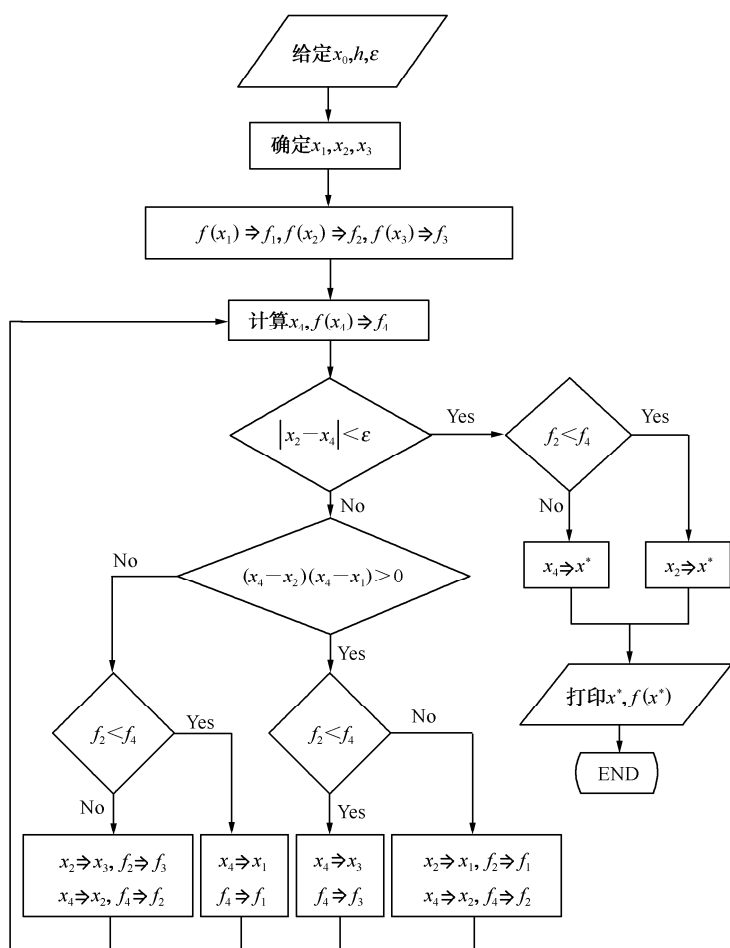 给定x₀,h,ε
确定x₁,x₂,x₃
f(x₁)⇒f₁,f(x₂)⇒f₂,f(x₃)⇒f₃
计算x₄,f(x₄)⇒f₄
|x₂−x₄|<ε
Yes
f₂<f₄
Yes
No
No
x₄⇒x*
x₂⇒x*
(x₄−x₂)(x₄−x₁)>0
No
Yes
打印x*,f(x*)
END
f₂<f₄
Yes
No
f₂<f₄
No
Yes
x₂⇒x₃, f₂⇒f₃
x₄⇒x₂, f₄⇒f₂
x₄⇒x₁
f₄⇒f₁
x₄⇒x₃
f₄⇒f₃
x₂⇒x₁, f₂⇒f₁
x₄⇒x₂, f₄⇒f₂